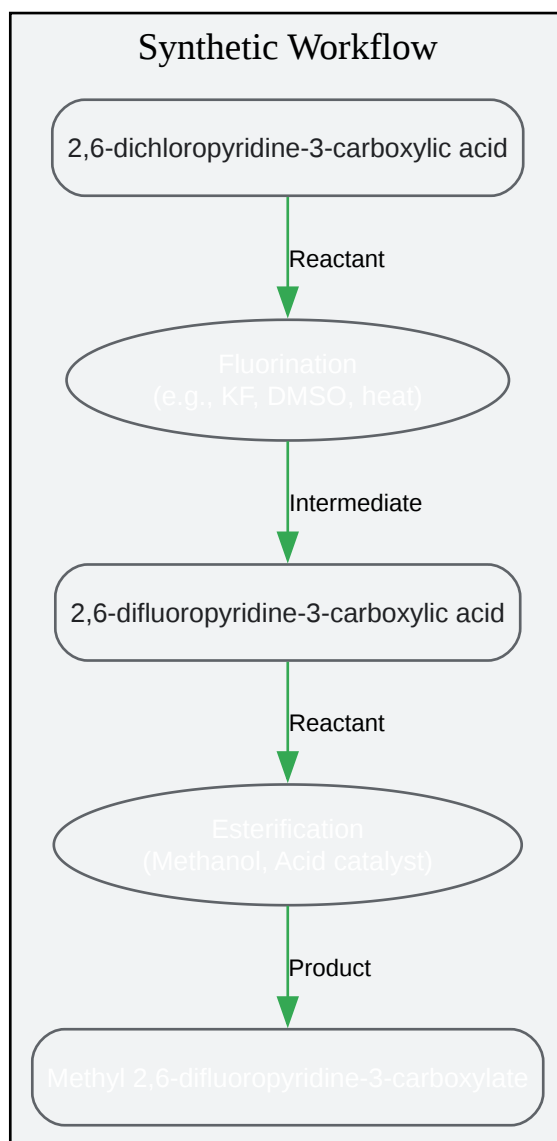 Synthetic Workflow
2,6-dichloropyridine-3-carboxylic acid
Reactant
Fluorination
(e.g., KF, DMSO, heat)
Intermediate
2,6-difluoropyridine-3-carboxylic acid
Reactant
Esterification
(Methanol, Acid catalyst)
Product
Methyl 2,6-difluoropyridine-3-carboxylate